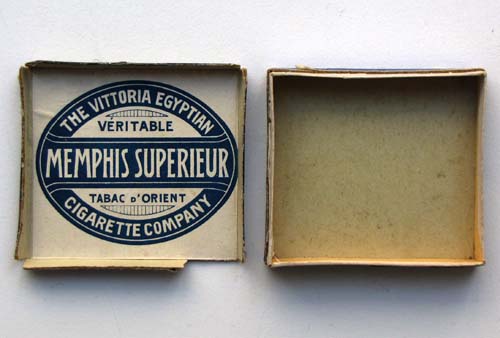 THE VITTORIA EGYPTIAN
VÉRITABLE
MEMPHIS SUPERIEUR
TABAC D'ORIENT
CIGARETTE COMPANY